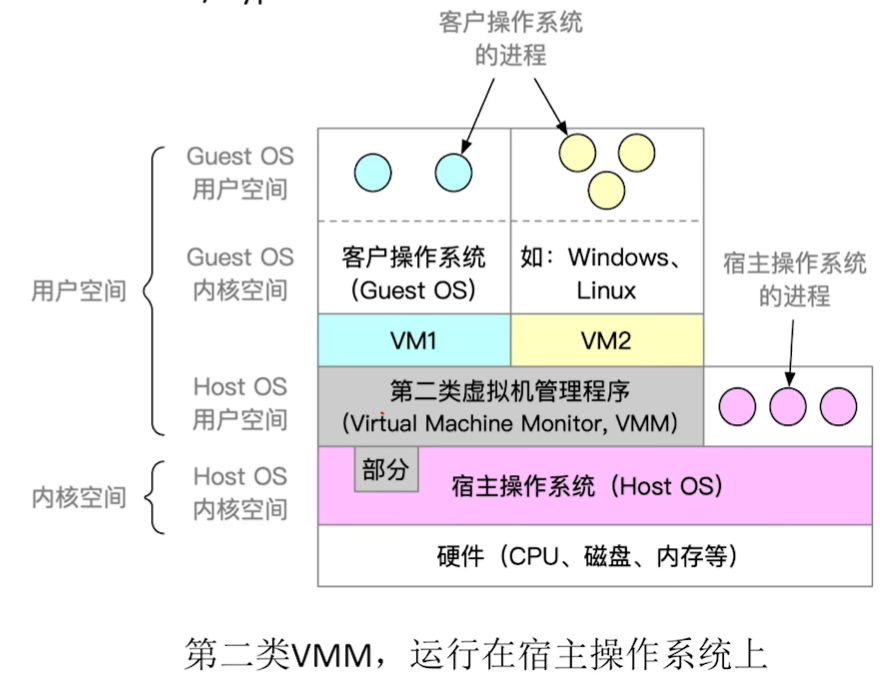 客户操作系统
的进程
Guest OS
用户空间
Guest OS
内核空间
客户操作系统
(Guest OS)
如：Windows、
Linux
宿主操作系统
的进程
用户空间
VM1
VM2
Host OS
用户空间
第二类虚拟机管理程序
(Virtual Machine Monitor, VMM)
内核空间
Host OS
内核空间
部分
宿主操作系统（Host OS）
硬件（CPU、磁盘、内存等）
第二类VMM，运行在宿主操作系统上